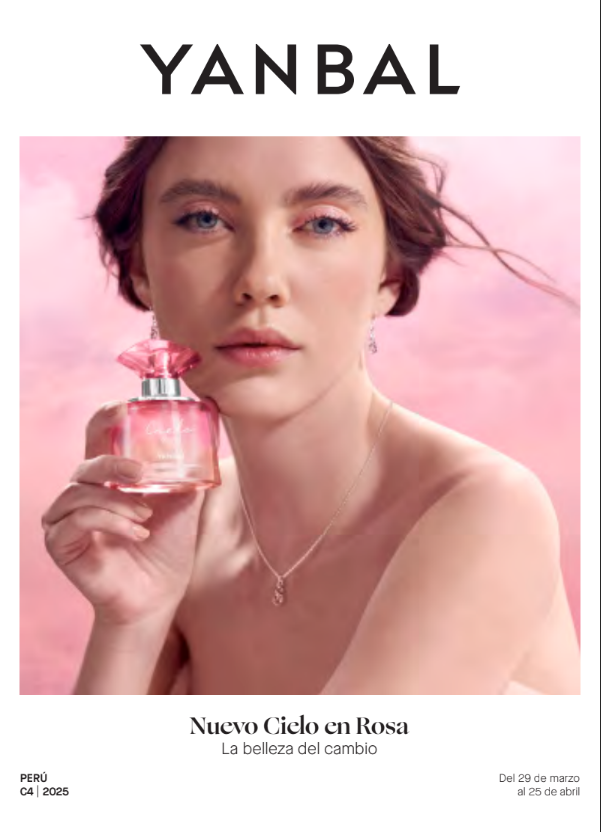 YANBAL
Nuevo Cielo en Rosa
La belleza del cambio
PERÚ
C4 | 2025
Del 29 de marzo
al 25 de abril